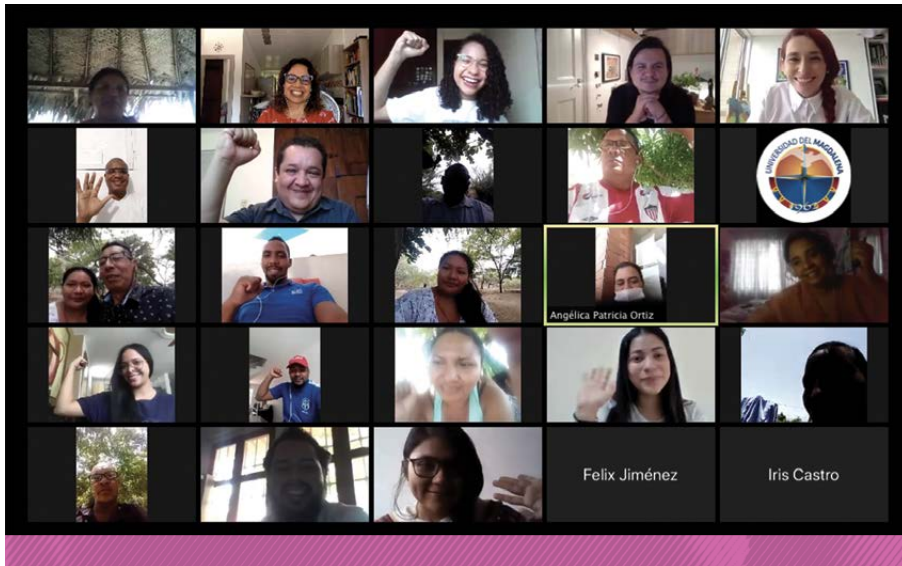 UNIVERSIDAD DEL MAGDALENA
Angélica Patricia Ortiz
Felix Jiménez
Iris Castro